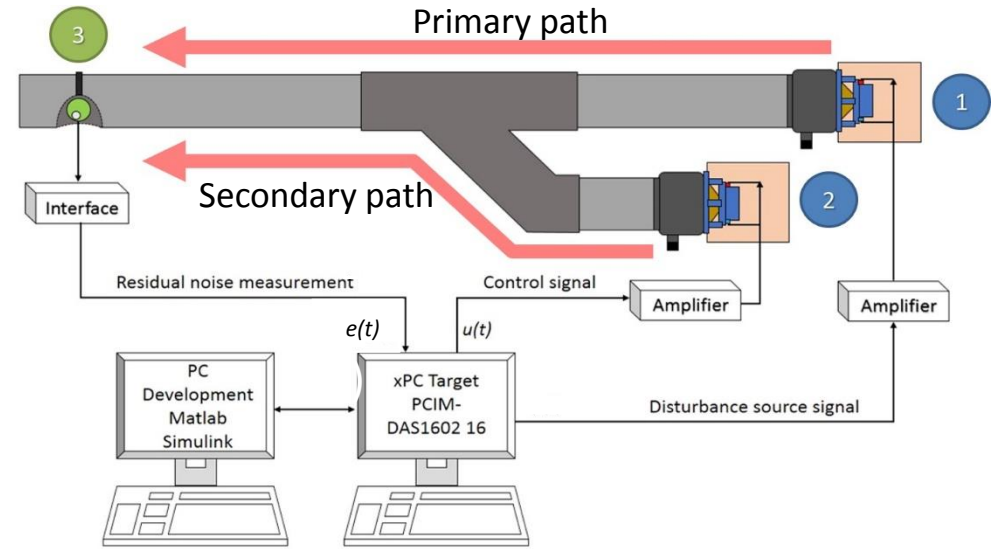 Primary path
3
1
Secondary path
2
Interface
Residual noise measurement
Control signal
Amplifier
Amplifier
e(t)
u(t)
PC
Development
Matlab
Simulink
xPC Target
PCIM-
DAS1602 16
Disturbance source signal